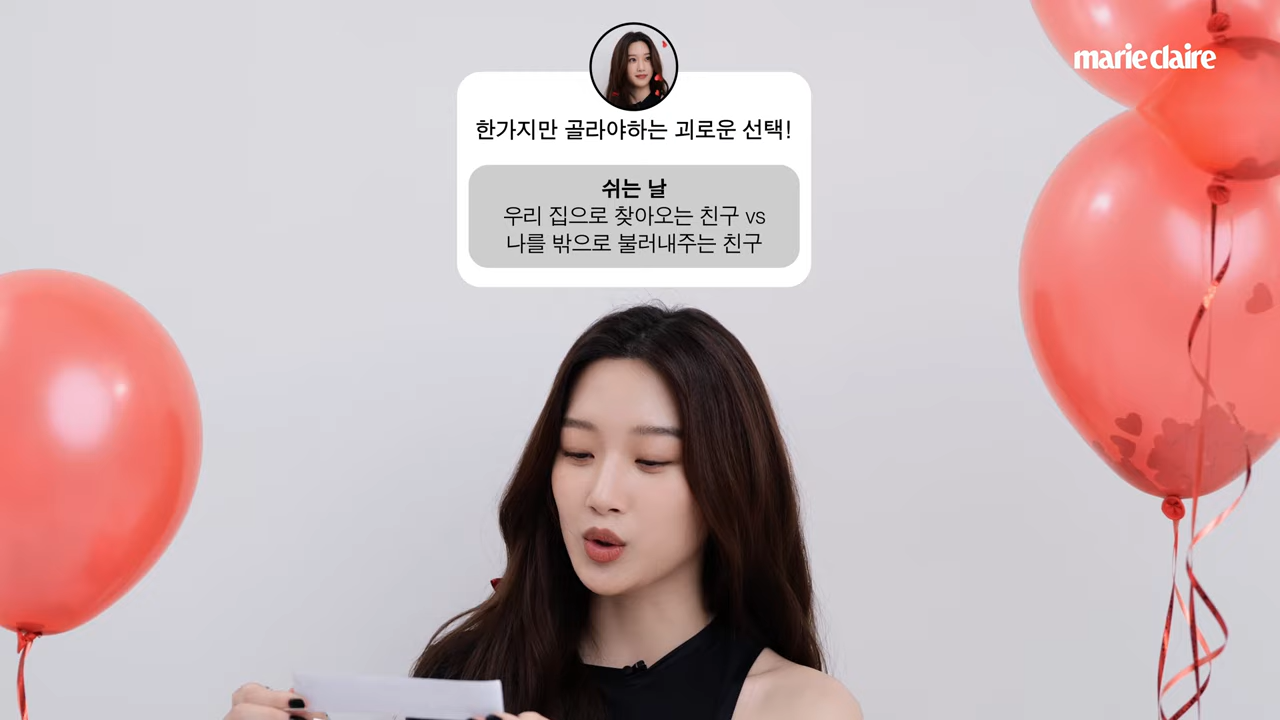 marie claire
한가지만 골라야하는 괴로운 선택!
쉬는 날
우리 집으로 찾아오는 친구 vs
나를 밖으로 불러내주는 친구